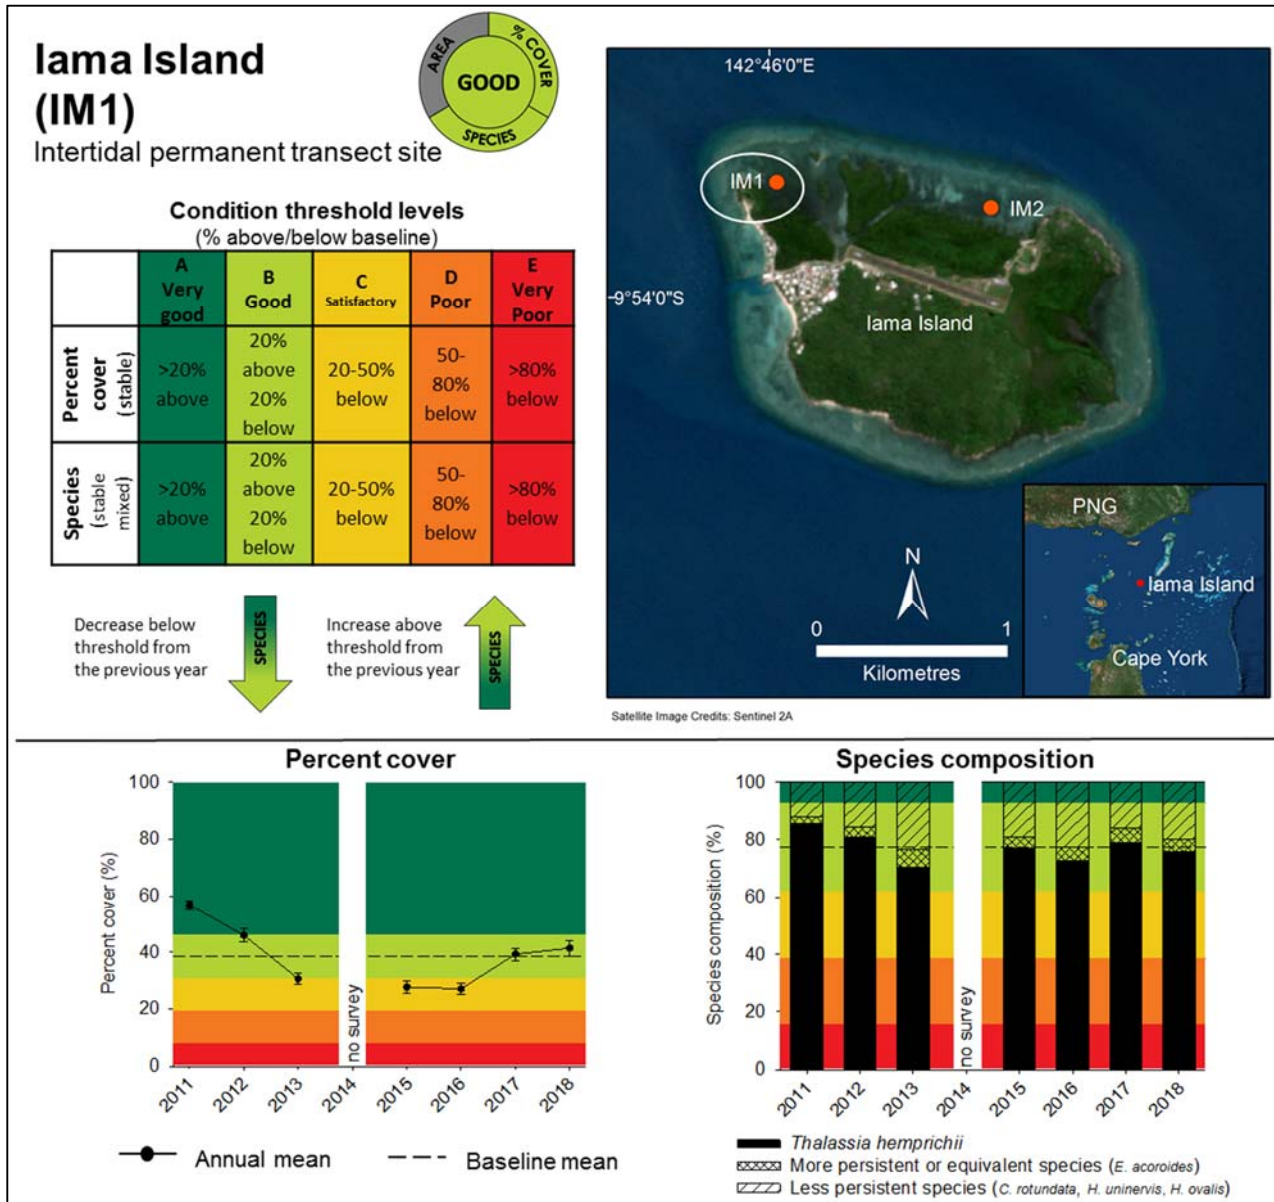 Iama Island
(IM1)
Intertidal permanent transect site
AREA
% COVER
GOOD
SPECIES
Condition threshold levels
(% above/below baseline)
A
Very
good
B
Good
C
Satisfactory
D
Poor
E
Very
Poor
Percent
cover
(stable)
>20%
above
20%
above
20%
below
20-50%
below
50-
80%
below
>80%
below
Species
(stable
mixed)
>20%
above
20%
above
20%
below
20-50%
below
50-
80%
below
>80%
below
Decrease below
threshold from
the previous year
SPECIES
Increase above
threshold from
the previous year
SPECIES
142°46'0"E
IM1
IM2
9°54'0"S
Iama Island
N
0 1
Kilometres
PNG
Iama Island
Cape York
Satellite Image Credits: Sentinel 2A
Percent cover
Percent cover (%)
100
80
60
40
20
0
no survey
2011 2012 2013 2014 2015 2016 2017 2018
Annual mean
Baseline mean
Species composition
Species composition (%)
100
80
60
40
20
0
no survey
2011 2012 2013 2014 2015 2016 2017 2018
Thalassia hemprichii
More persistent or equivalent species (E. acoroides)
Less persistent species (C. rotundata, H. uninervis, H. ovalis)